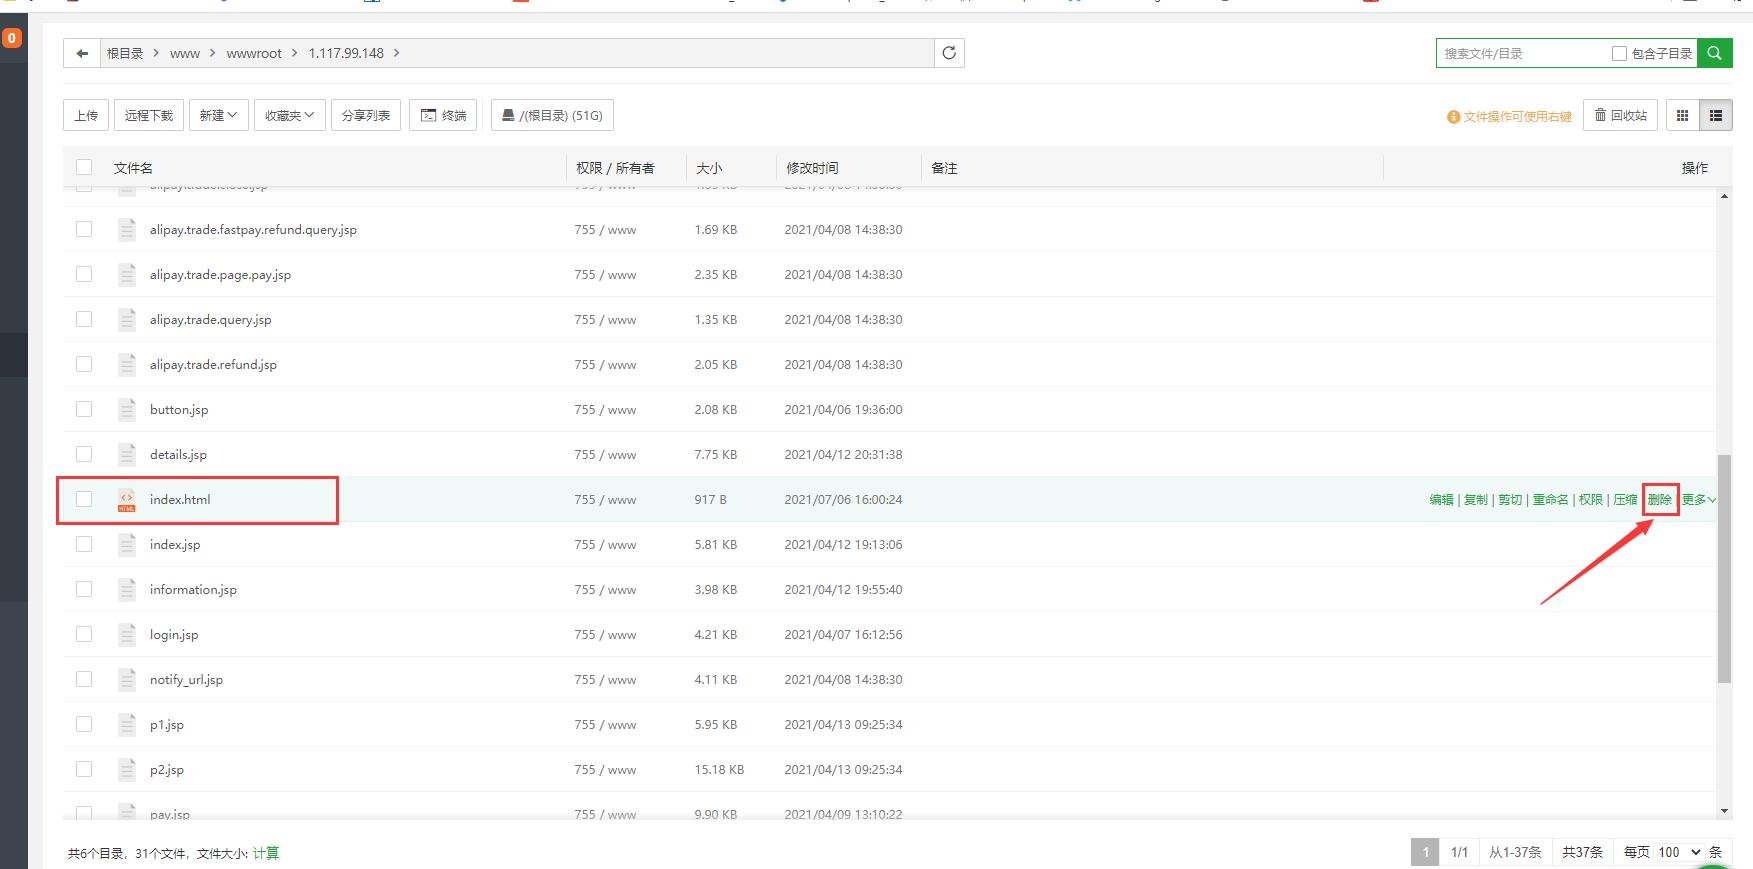 0
根目录 > www > wwwroot > 1.117.99.148 >
搜索文件/目录 包含子目录
上传 远程下载 新建 收藏夹 分享列表 终端 /(根目录) (51G) 文件操作可使用右键 回收站
文件名 权限 / 所有者 大小 修改时间 备注 操作
alipay.trade.fastpay.refund.query.jsp 755 / www 1.69 KB 2021/04/08 14:38:30
alipay.trade.page.pay.jsp 755 / www 2.35 KB 2021/04/08 14:38:30
alipay.trade.query.jsp 755 / www 1.35 KB 2021/04/08 14:38:30
alipay.trade.refund.jsp 755 / www 2.05 KB 2021/04/08 14:38:30
button.jsp 755 / www 2.08 KB 2021/04/06 19:36:00
details.jsp 755 / www 7.75 KB 2021/04/12 20:31:38
HTML index.html 755 / www 917 B 2021/07/06 16:00:24 编辑 | 复制 | 剪切 | 重命名 | 权限 | 压缩 | 删除 | 更多
index.jsp 755 / www 5.81 KB 2021/04/12 19:13:06
information.jsp 755 / www 3.98 KB 2021/04/12 19:55:40
login.jsp 755 / www 4.21 KB 2021/04/07 16:12:56
notify_url.jsp 755 / www 4.11 KB 2021/04/08 14:38:30
p1.jsp 755 / www 5.95 KB 2021/04/13 09:25:34
p2.jsp 755 / www 15.18 KB 2021/04/13 09:25:34
pay.jsp 755 / www 9.90 KB 2021/04/09 13:10:22
共6个目录，31个文件，文件大小: 计算 1 1/1 从1-37条 共37条 每页 100 条